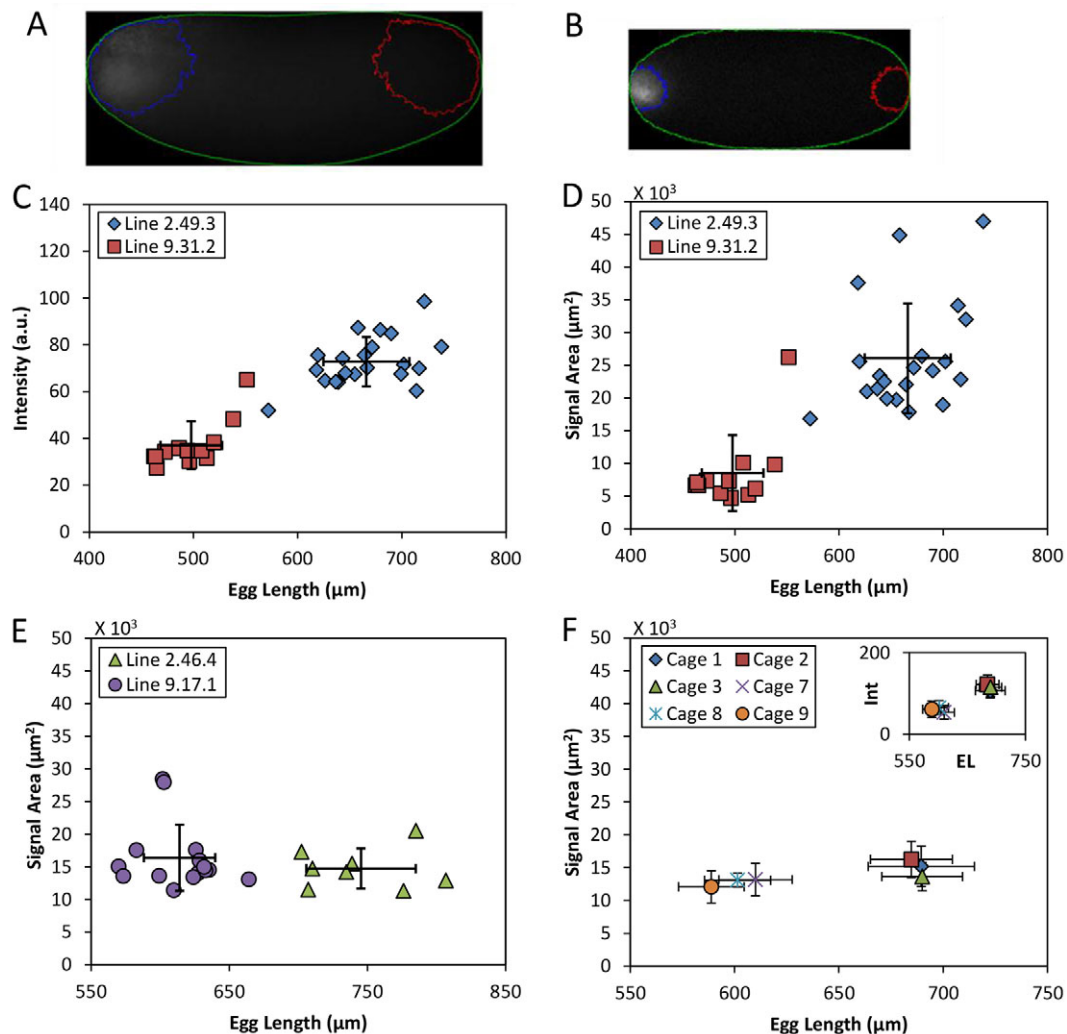 A
B
C
Intensity (a.u.)
140
120
100
80
60
40
20
0
Line 2.49.3
Line 9.31.2
400 500 600 700 800
Egg Length (µm)
D
X 10³
Signal Area (µm²)
50
45
40
35
30
25
20
15
10
5
0
Line 2.49.3
Line 9.31.2
400 500 600 700 800
Egg Length (µm)
E
X 10³
Signal Area (µm²)
50
45
40
35
30
25
20
15
10
5
0
Line 2.46.4
Line 9.17.1
550 650 750 850
Egg Length (µm)
F
X 10³
Signal Area (µm²)
50
45
40
35
30
25
20
15
10
5
0
Cage 1 Cage 2
Cage 3 Cage 7
Cage 8 Cage 9
200
Int
0
550 EL 750
550 600 650 700 750
Egg Length (µm)